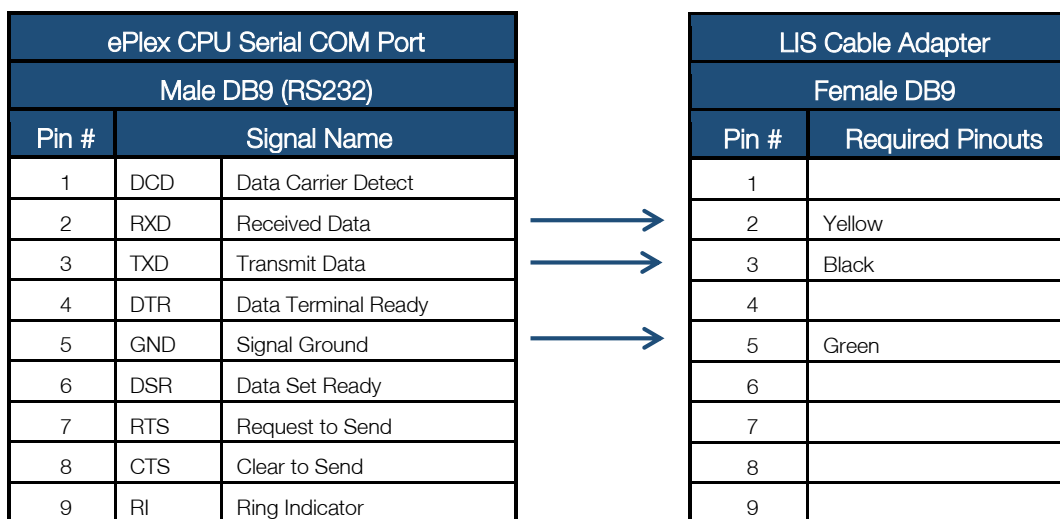 ePlex CPU Serial COM Port
Male DB9 (RS232)
Pin # Signal Name
1 DCD Data Carrier Detect
2 RXD Received Data
3 TXD Transmit Data
4 DTR Data Terminal Ready
5 GND Signal Ground
6 DSR Data Set Ready
7 RTS Request to Send
8 CTS Clear to Send
9 RI Ring Indicator
LIS Cable Adapter
Female DB9
Pin # Required Pinouts
1
2 Yellow
3 Black
4
5 Green
6
7
8
9